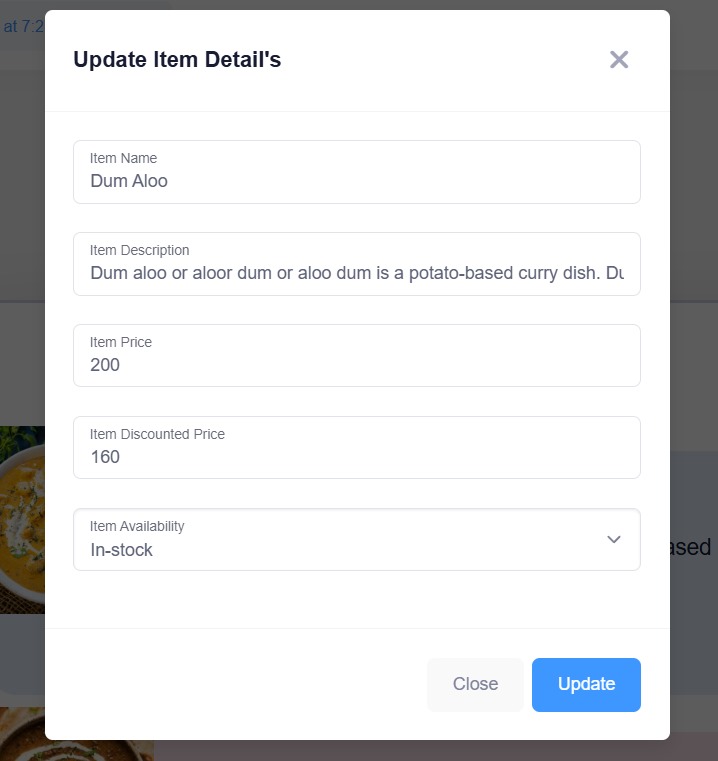 at 7:2
Update Item Detail's
Item Name
Dum Aloo
Item Description
Dum aloo or aloor dum or aloo dum is a potato-based curry dish. Du
Item Price
200
Item Discounted Price
160
Item Availability
In-stock
ased
Close
Update